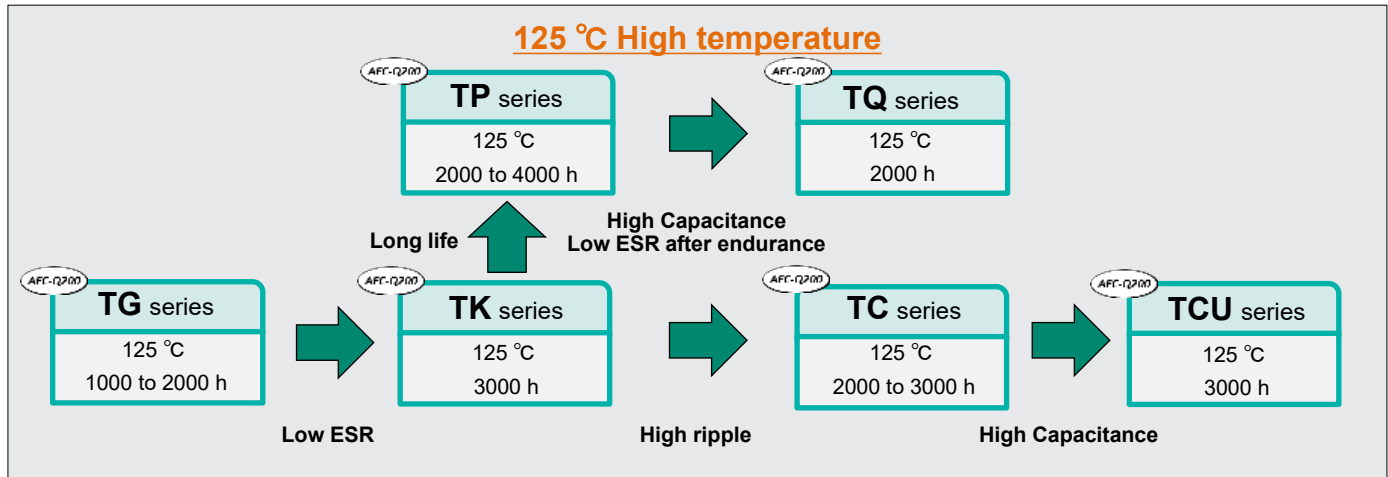 125 ℃ High temperature
AEC-Q200
TP series
125 ℃
2000 to 4000 h
AEC-Q200
TQ series
125 ℃
2000 h
Long life
High Capacitance
Low ESR after endurance
AEC-Q200
TG series
125 ℃
1000 to 2000 h
AEC-Q200
TK series
125 ℃
3000 h
AEC-Q200
TC series
125 ℃
2000 to 3000 h
AEC-Q200
TCU series
125 ℃
3000 h
Low ESR
High ripple
High Capacitance